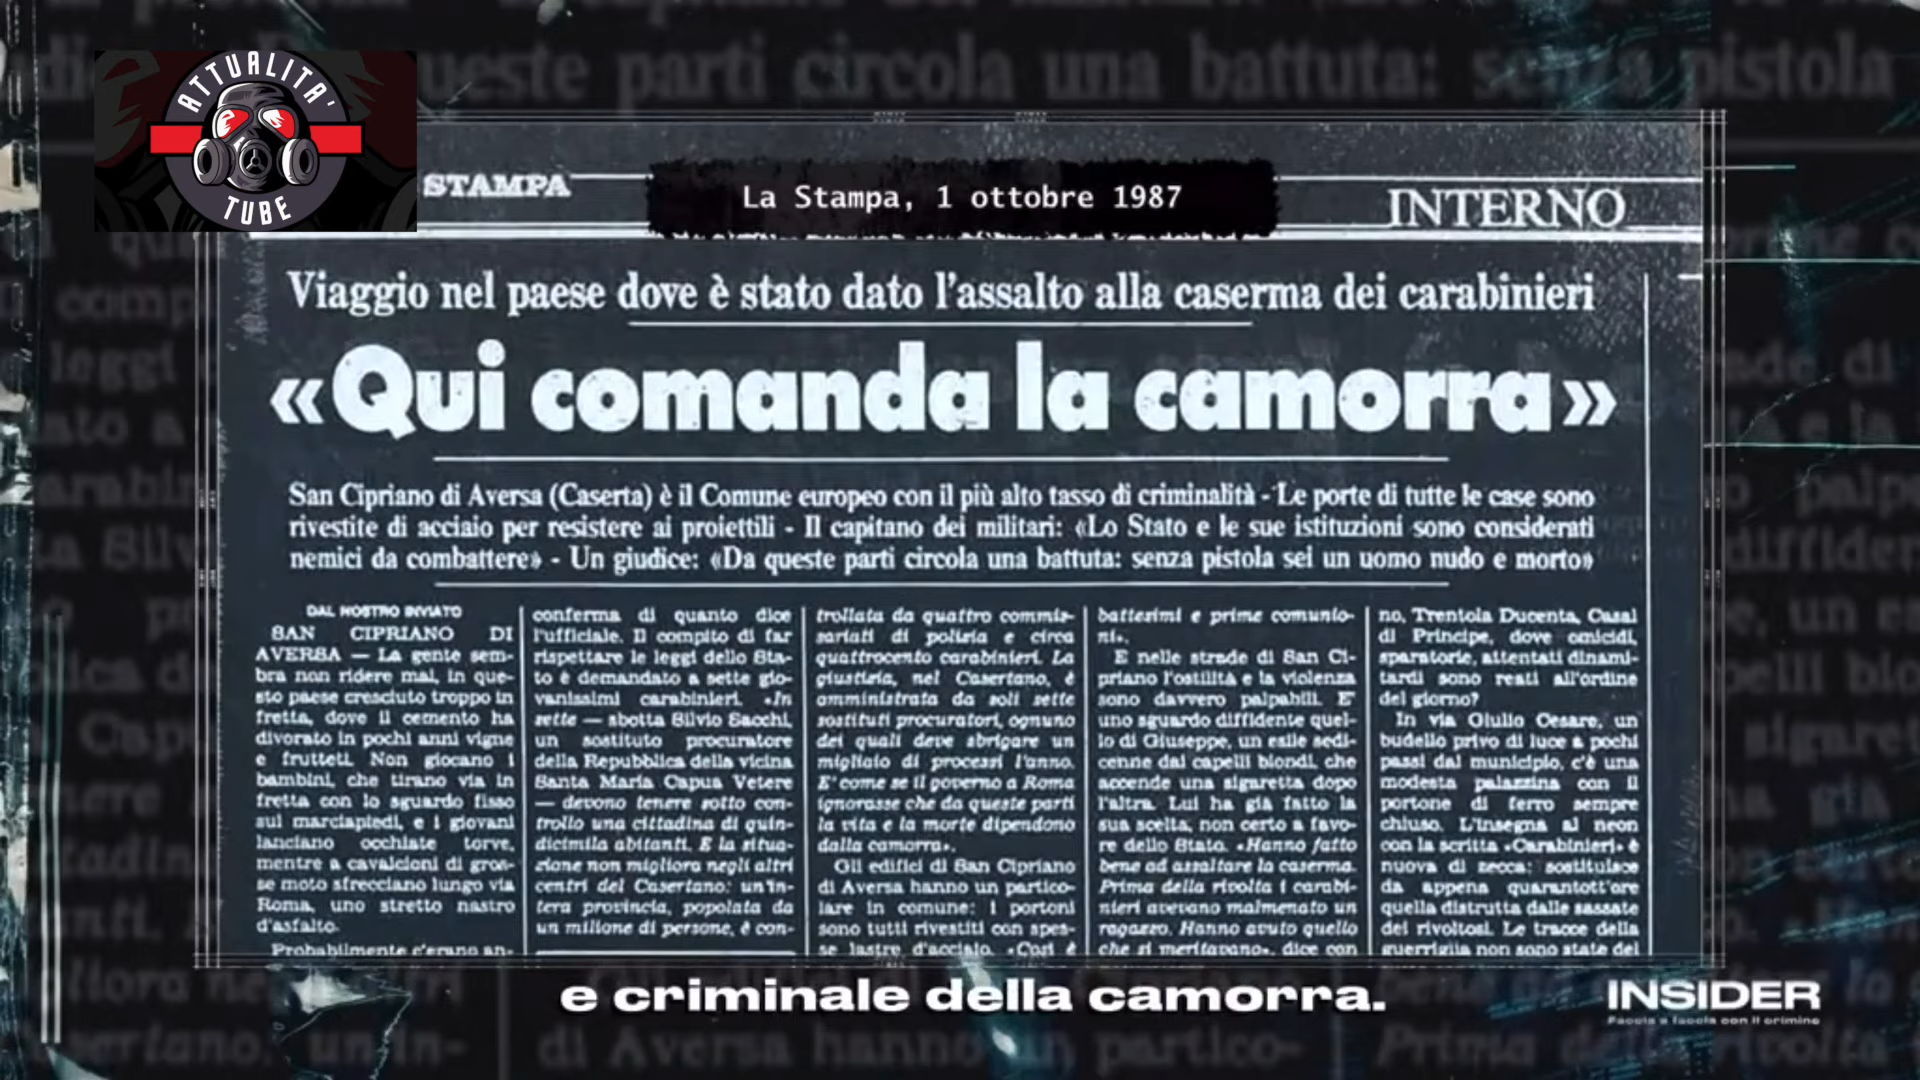 ATTUALITA'
TUBE
STAMPA
La Stampa, 1 ottobre 1987
INTERNO
Viaggio nel paese dove è stato dato l'assalto alla caserma dei carabinieri
«Qui comanda la camorra»
San Cipriano di Aversa (Caserta) è il Comune europeo con il più alto tasso di criminalità - Le porte di tutte le case sono
rivestite di acciaio per resistere ai proiettili - Il capitano dei militari: «Lo Stato e le sue istituzioni sono considerati
nemici da combattere» - Un giudice: «Da queste parti circola una battuta: senza pistola sei un uomo nudo e morto»
DAL NOSTRO INVIATO
SAN CIPRIANO DI
AVERSA — La gente sem-
bra non ridere mai, in que-
sto paese cresciuto troppo in
fretta, dove il cemento ha
divorato in pochi anni vigne
e frutteti. Non giocano i
bambini, che tirano via in
fretta con lo sguardo fisso
sui marciapiedi, e i giovani
lanciano occhiate torve,
mentre a cavalcioni di gros-
se moto sfrecciano lungo via
Roma, uno stretto nastro
d'asfalto.
Probabilmente c'erano an-
conferma di quanto dice
l'ufficiale. Il compito di far
rispettare le leggi dello Sta-
to è demandato a sette gio-
vanissimi carabinieri. «In
sette — sbotta Silvio Sacchi,
un sostituto procuratore
della Repubblica della vicina
Santa Maria Capua Vetere
— devono tenere sotto con-
trollo una cittadina di quin-
dicimila abitanti. E la situa-
zione non migliora negli altri
centri del Casertano: un'in-
tera provincia, popolata da
un milione di persone, è con-
trollata da quattro commis-
sariati di polizia e circa
quattrocento carabinieri. La
giustizia, nel Casertano, è
amministrata da soli sette
sostituti procuratori, ognuno
dei quali deve sbrigare un
migliaio di processi l'anno.
E' come se il governo a Roma
ignorasse che da queste parti
la vita e la morte dipendono
dalla camorra».
Gli edifici di San Cipriano
di Aversa hanno un partico-
lare in comune: i portoni
sono tutti rivestiti con spes-
se lastre d'acciaio. «Così è
battesimi e prime comunio-
ni».
E nelle strade di San Ci-
priano l'ostilità e la violenza
sono davvero palpabili. E'
uno sguardo diffidente quel-
lo di Giuseppe, un esile sedi-
cenne dai capelli biondi, che
accende una sigaretta dopo
l'altra. Lui ha già fatto la
sua scelta, non certo a favo-
re dello Stato. «Hanno fatto
bene ad assaltare la caserma.
Prima della rivolta i carabi-
nieri avevano malmenato un
ragazzo. Hanno avuto quello
che si meritavano», dice con
no, Trentola Ducenta, Casal
di Principe, dove omicidi,
sparatorie, attentati dinami-
tardi sono reati all'ordine
del giorno?
In via Giulio Cesare, un
budello privo di luce a pochi
passi dal municipio, c'è una
modesta palazzina con il
portone di ferro sempre
chiuso. L'insegna al neon
con la scritta «Carabinieri» è
nuova di zecca: sostituisce
da appena quarantott'ore
quella distrutta dalle sassate
dei rivoltosi. Le tracce della
guerriglia non sono state del
e criminale della camorra.
INSIDER
Faccia a faccia con il crimine